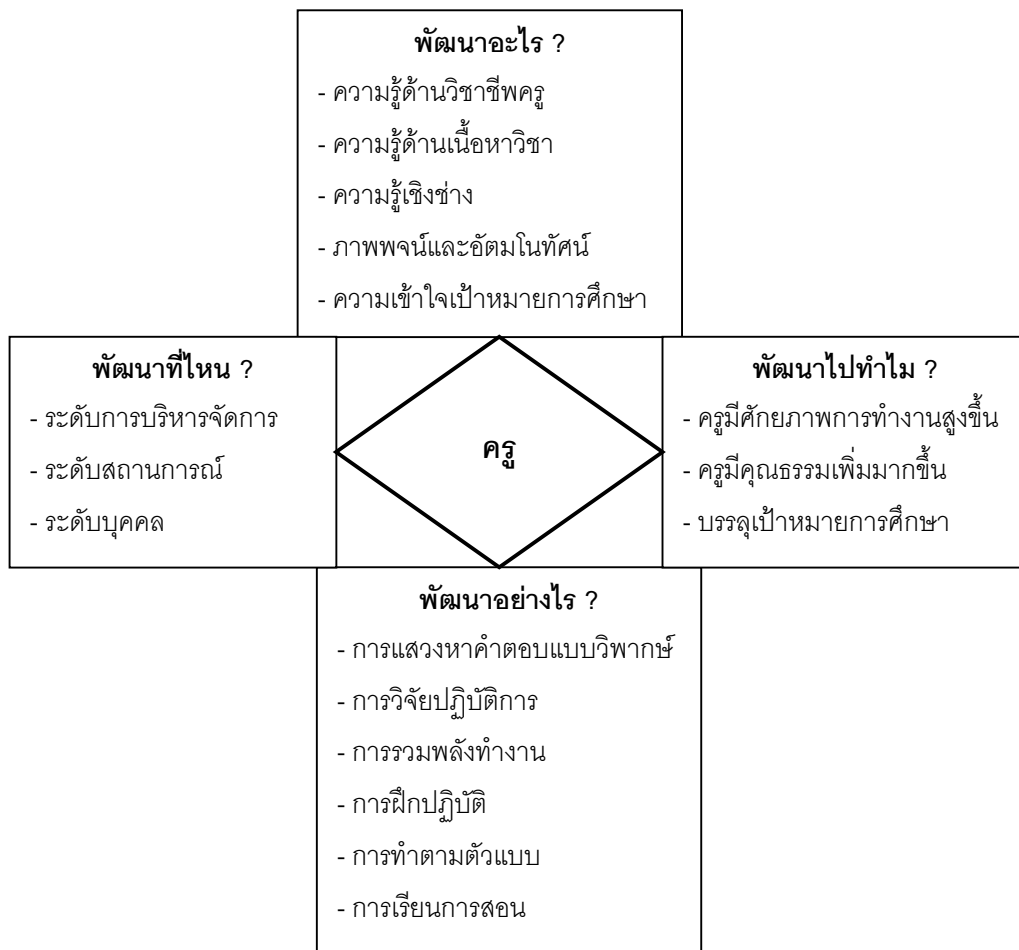 พัฒนาอะไร ?
- ความรู้ด้านวิชาชีพครู
- ความรู้ด้านเนื้อหาวิชา
- ความรู้เชิงช่าง
- ภาพพจน์และอัตมโนทัศน์
- ความเข้าใจเป้าหมายการศึกษา
พัฒนาที่ไหน ?
- ระดับการบริหารจัดการ
- ระดับสถานการณ์
- ระดับบุคคล
ครู
พัฒนาไปทำไม ?
- ครูมีศักยภาพการทำงานสูงขึ้น
- ครูมีคุณธรรมเพิ่มมากขึ้น
- บรรลุเป้าหมายการศึกษา
พัฒนาอย่างไร ?
- การแสวงหาคำตอบแบบวิพากษ์
- การวิจัยปฏิบัติการ
- การรวมพลังทำงาน
- การฝึกปฏิบัติ
- การทำตามตัวแบบ
- การเรียนการสอน